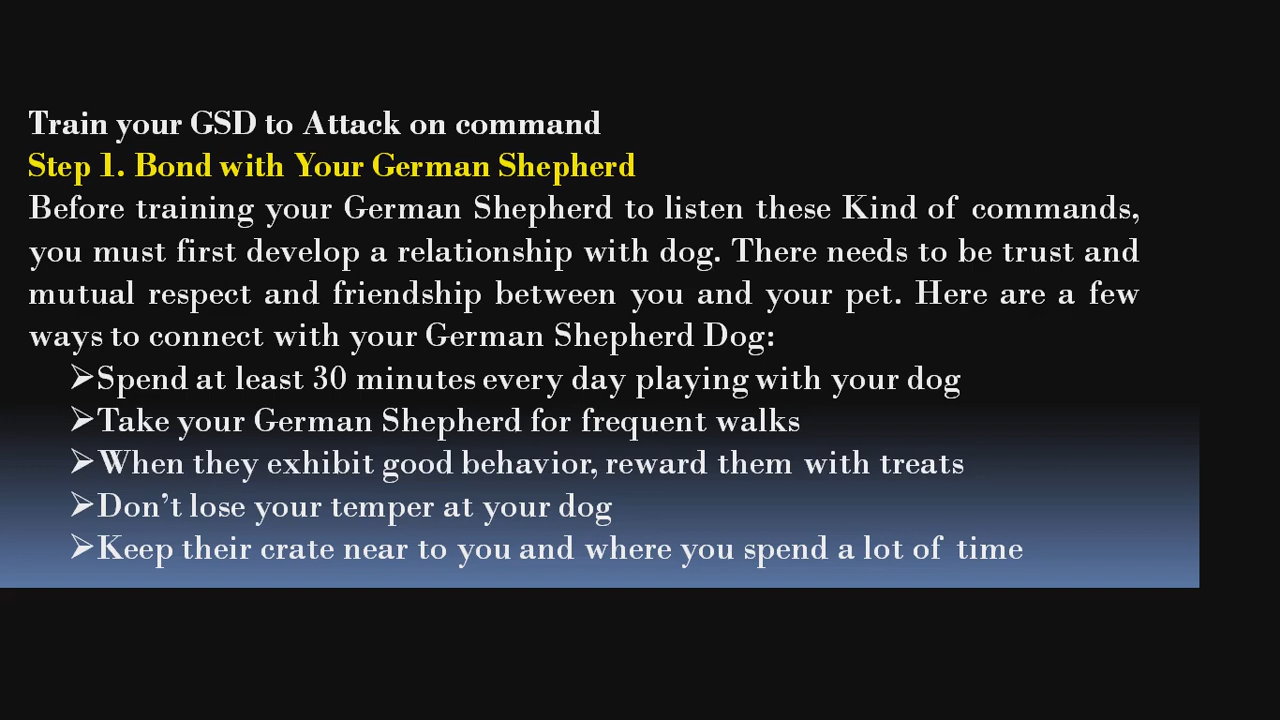 Train your GSD to Attack on command
Step 1. Bond with Your German Shepherd
Before training your German Shepherd to listen these Kind of commands,
you must first develop a relationship with dog. There needs to be trust and
mutual respect and friendship between you and your pet. Here are a few
ways to connect with your German Shepherd Dog:
➢Spend at least 30 minutes every day playing with your dog
➢Take your German Shepherd for frequent walks
➢When they exhibit good behavior, reward them with treats
➢Don’t lose your temper at your dog
➢Keep their crate near to you and where you spend a lot of time